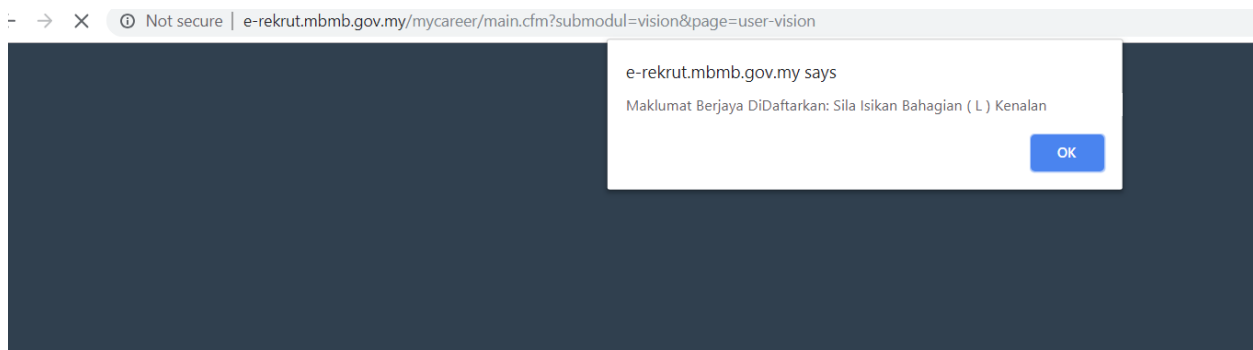 Not secure | e-rekrut.mbmb.gov.my/mycareer/main.cfm?submodul=vision&page=user-vision
e-rekrut.mbmb.gov.my says
Maklumat Berjaya DiDaftarkan: Sila Isikan Bahagian ( L ) Kenalan
OK